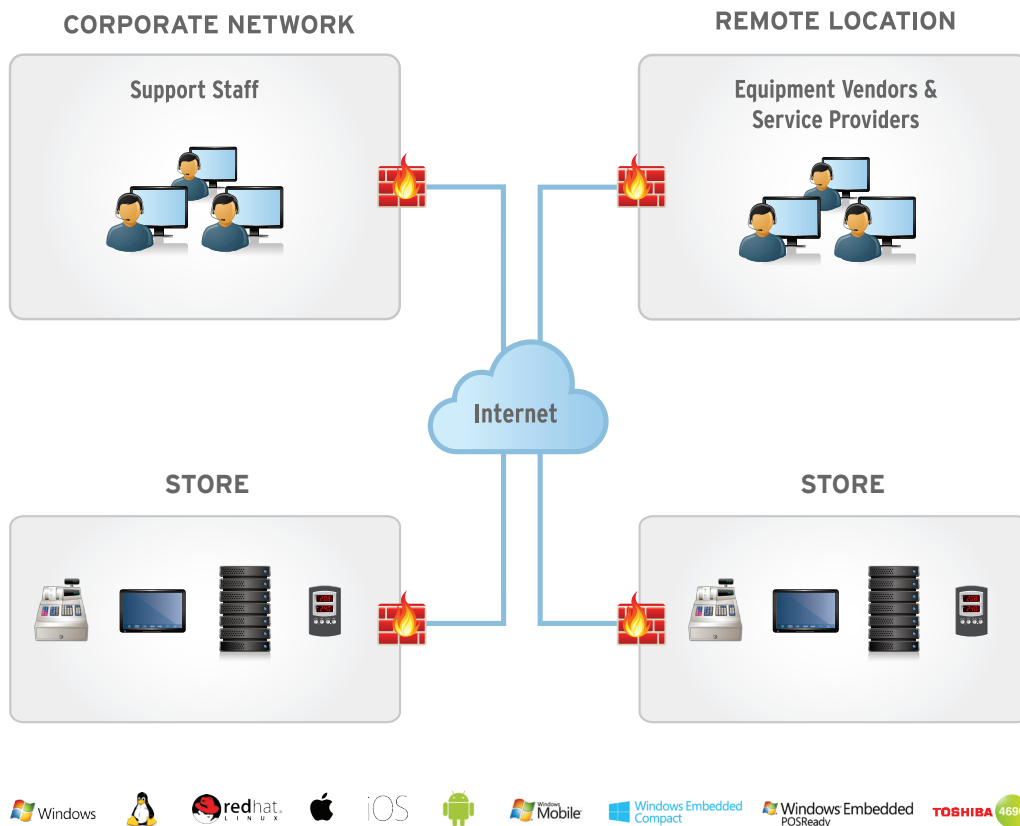 CORPORATE NETWORK
REMOTE LOCATION
Support Staff
Equipment Vendors &
Service Providers
Internet
STORE
STORE
Windows
redhat.
LINUX
iOS
Windows
Mobile
Windows Embedded
Compact
Windows Embedded
POSReady
TOSHIBA